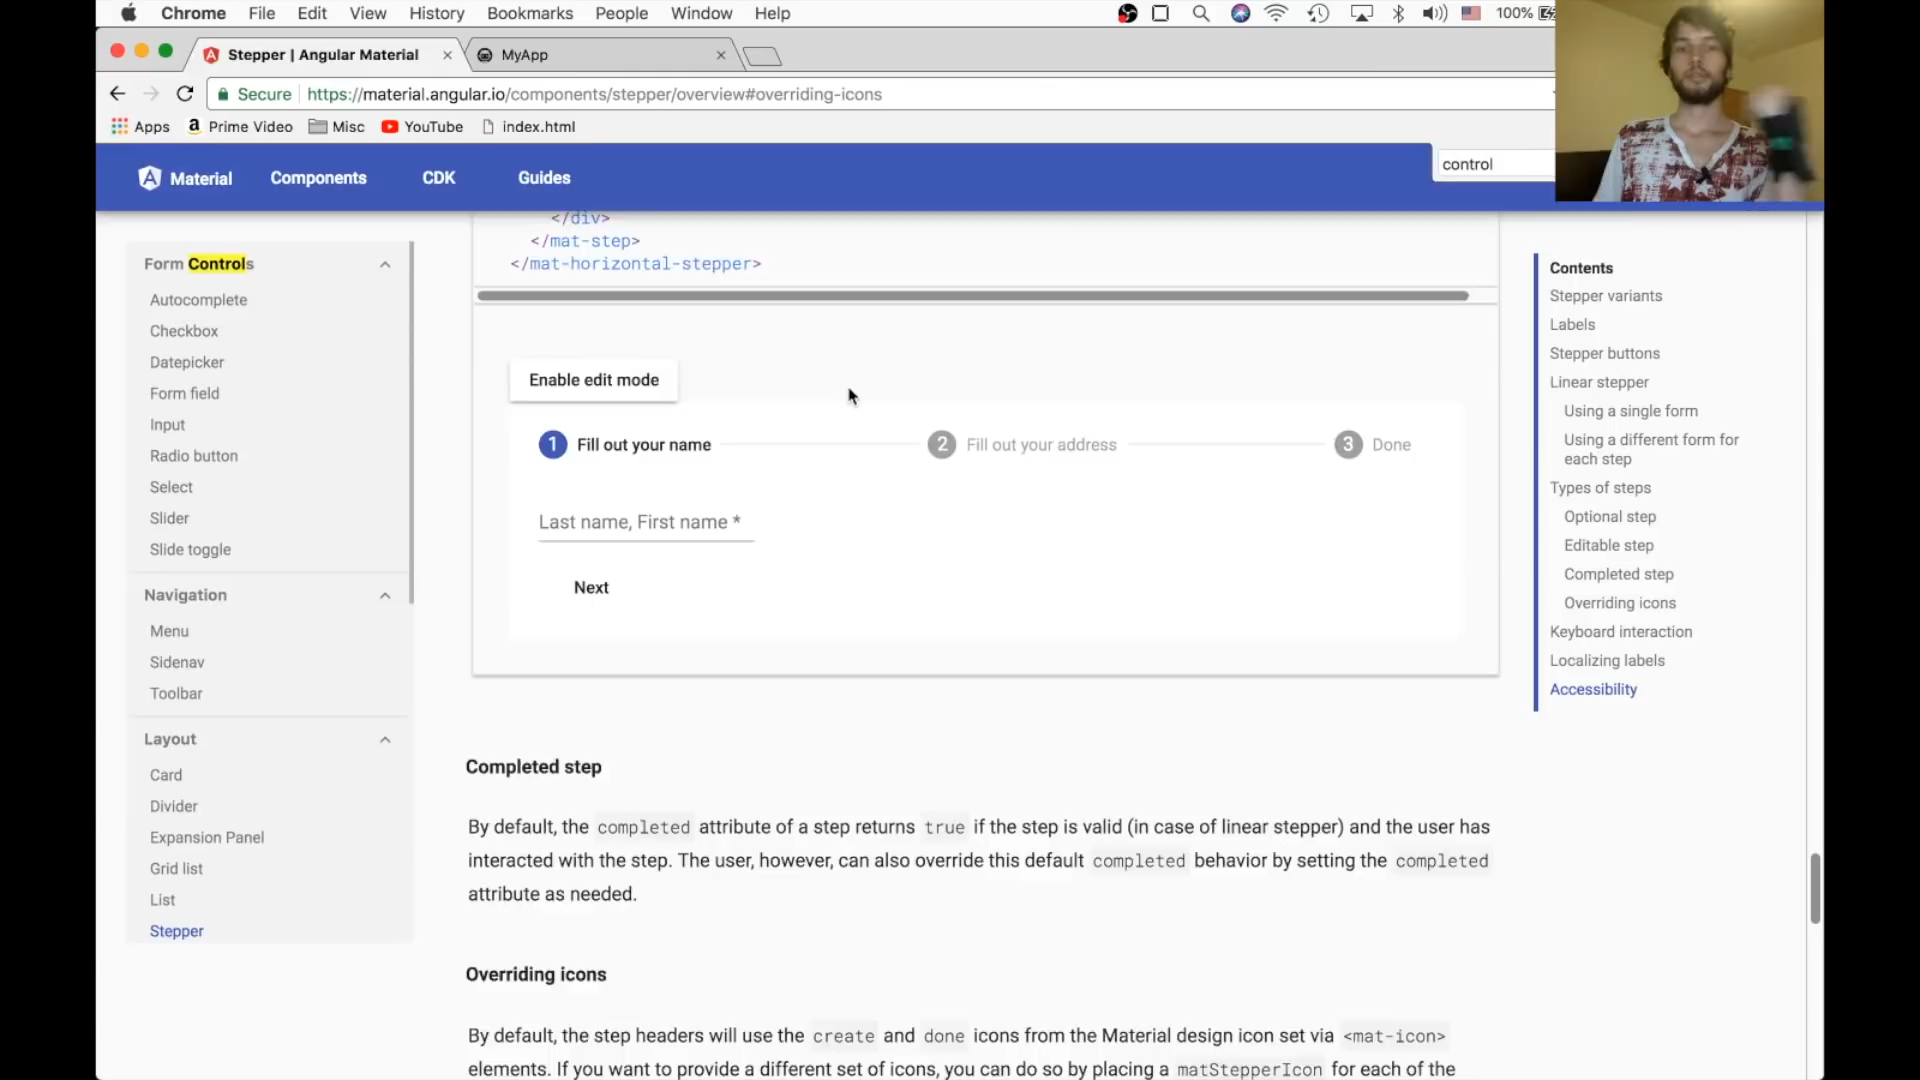 Chrome File Edit View History Bookmarks People Window Help 100%
Stepper | Angular Material
MyApp
Secure https://material.angular.io/components/stepper/overview#overriding-icons
Apps Prime Video Misc YouTube index.html
Material Components CDK Guides control
Form Controls
Autocomplete
Checkbox
Datepicker
Form field
Input
Radio button
Select
Slider
Slide toggle
Navigation
Menu
Sidenav
Toolbar
Layout
Card
Divider
Expansion Panel
Grid list
List
Stepper
</div>
</mat-step>
</mat-horizontal-stepper>
Enable edit mode
1 Fill out your name 2 Fill out your address 3 Done
Last name, First name *
Next
Completed step
By default, the completed attribute of a step returns true if the step is valid (in case of linear stepper) and the user has
interacted with the step. The user, however, can also override this default completed behavior by setting the completed
attribute as needed.
Overriding icons
By default, the step headers will use the create and done icons from the Material design icon set via <mat-icon>
elements. If you want to provide a different set of icons, you can do so by placing a matStepperIcon for each of the
Contents
Stepper variants
Labels
Stepper buttons
Linear stepper
Using a single form
Using a different form for
each step
Types of steps
Optional step
Editable step
Completed step
Overriding icons
Keyboard interaction
Localizing labels
Accessibility